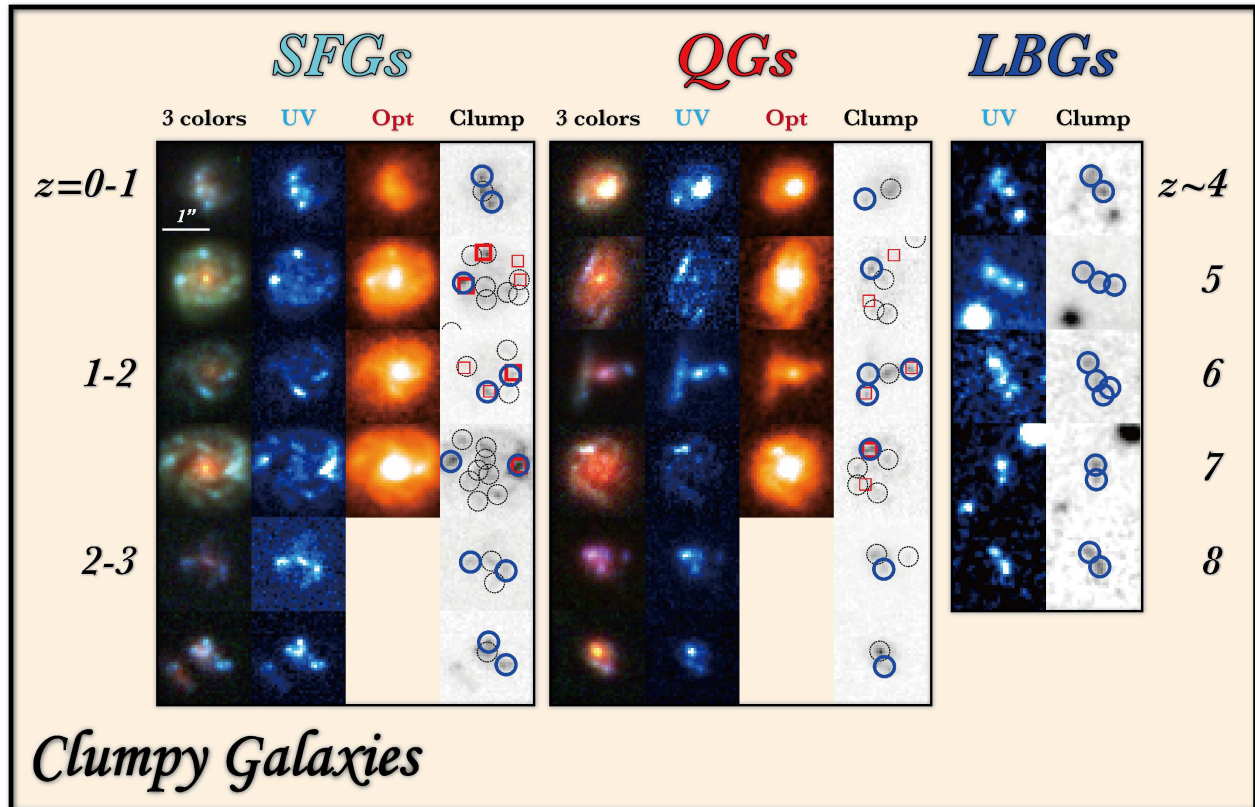 SFGs QGs LBGs
3 colors UV Opt Clump 3 colors UV Opt Clump UV Clump
z=0-1 z~4
1”
5
1-2 6
7
2-3 8
Clumpy Galaxies